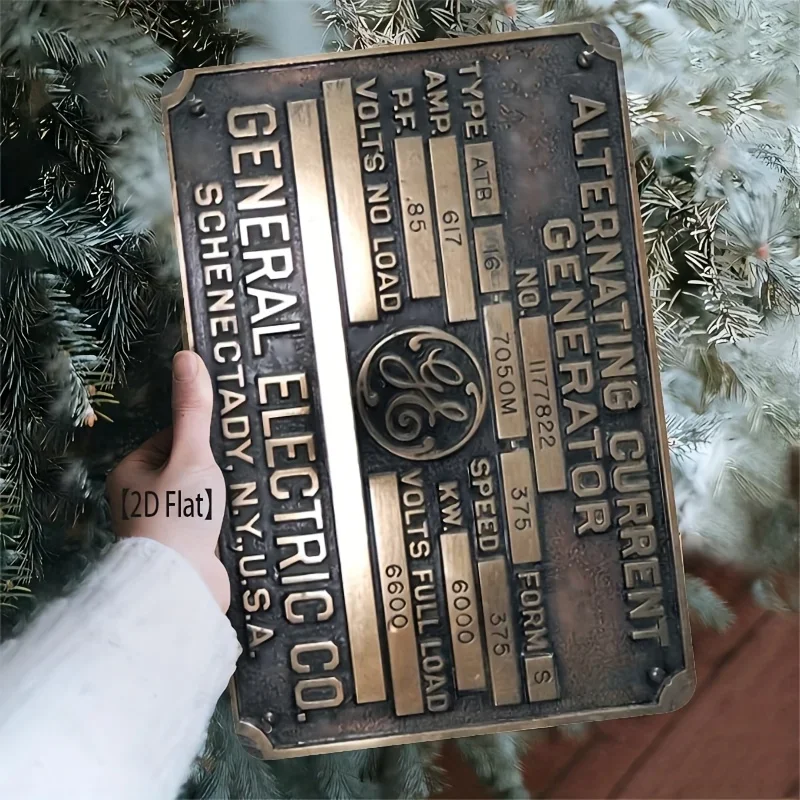 ALTERNATING CURRENT
GENERATOR
NO. 1177822
TYPE ATB - 16 - 7050M - 375 FORM S
AMP. 617 SPEED 375
P.F. .85 KW. 6000
VOLTS NO LOAD VOLTS FULL LOAD 6600
GE
GENERAL ELECTRIC CO.
SCHENECTADY, N.Y., U.S.A.
【2D Flat】